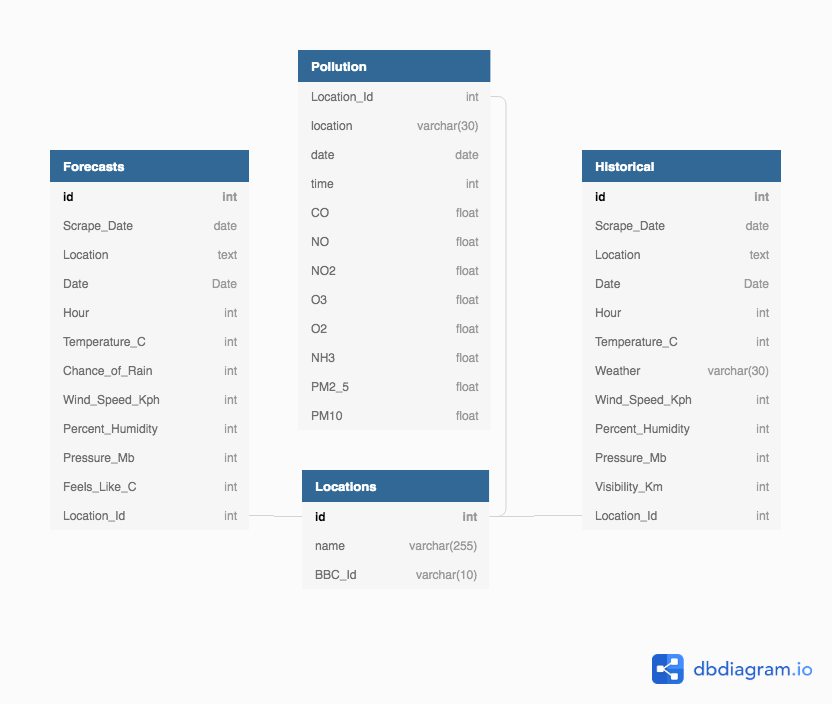 Pollution
Location_Id int
location varchar(30)
date date
time int
CO float
NO float
NO2 float
O3 float
O2 float
NH3 float
PM2_5 float
PM10 float
Forecasts
id int
Scrape_Date date
Location text
Date Date
Hour int
Temperature_C int
Chance_of_Rain int
Wind_Speed_Kph int
Percent_Humidity int
Pressure_Mb int
Feels_Like_C int
Location_Id int
Historical
id int
Scrape_Date date
Location text
Date Date
Hour int
Temperature_C int
Weather varchar(30)
Wind_Speed_Kph int
Percent_Humidity int
Pressure_Mb int
Visibility_Km int
Location_Id int
Locations
id int
name varchar(255)
BBC_Id varchar(10)
dbdiagram.io